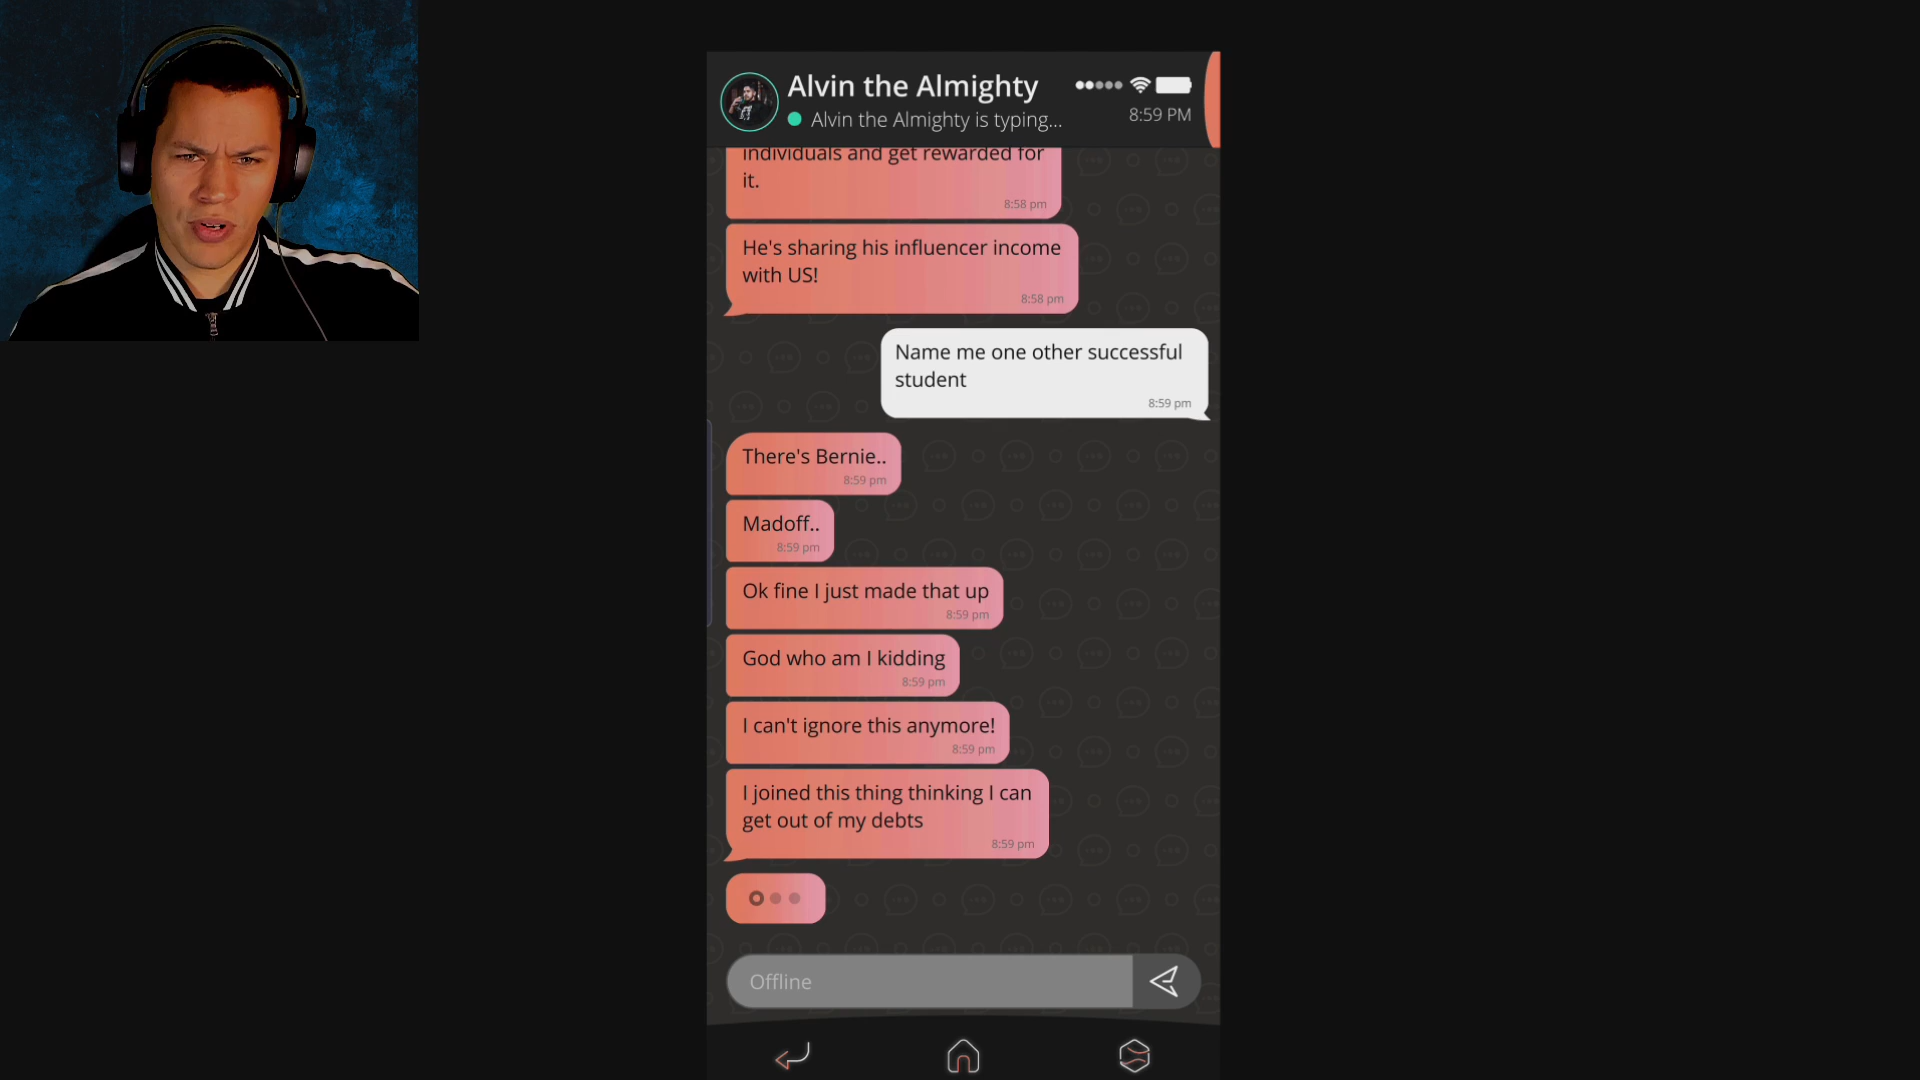 Alvin the Almighty
Alvin the Almighty is typing...
8:59 PM
individuals and get rewarded for
it.
8:58 pm
He's sharing his influencer income
with US!
8:58 pm
Name me one other successful
student
8:59 pm
There's Bernie..
8:59 pm
Madoff..
8:59 pm
Ok fine I just made that up
8:59 pm
God who am I kidding
8:59 pm
I can't ignore this anymore!
8:59 pm
I joined this thing thinking I can
get out of my debts
8:59 pm
Offline